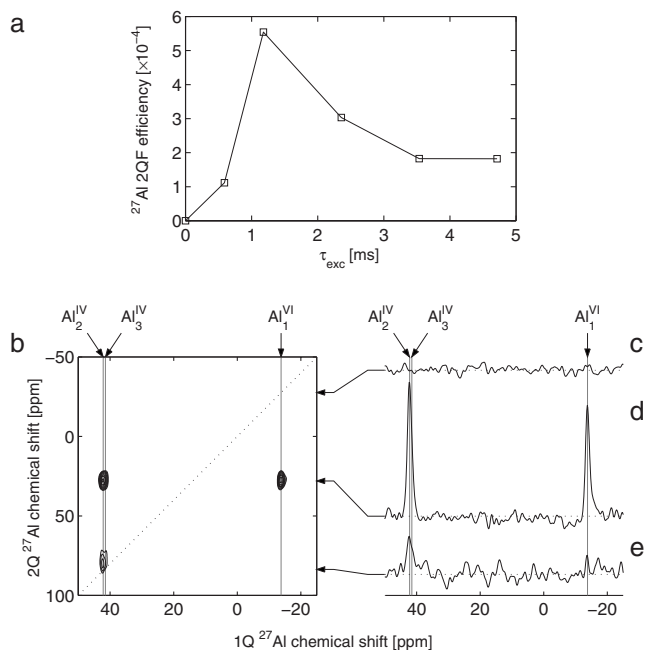 a
²⁷Al 2QF efficiency [×10⁻⁴]
6
5
4
3
2
1
0
0 1 2 3 4 5
τexc [ms]
Al₂ᴵⱽ Al₃ᴵⱽ Al₁ⱽᴵ Al₂ᴵⱽ Al₃ᴵⱽ Al₁ⱽᴵ
b
c
d
e
2Q ²⁷Al chemical shift [ppm]
−50
0
50
100
40 20 0 −20 40 20 0 −20
1Q ²⁷Al chemical shift [ppm]